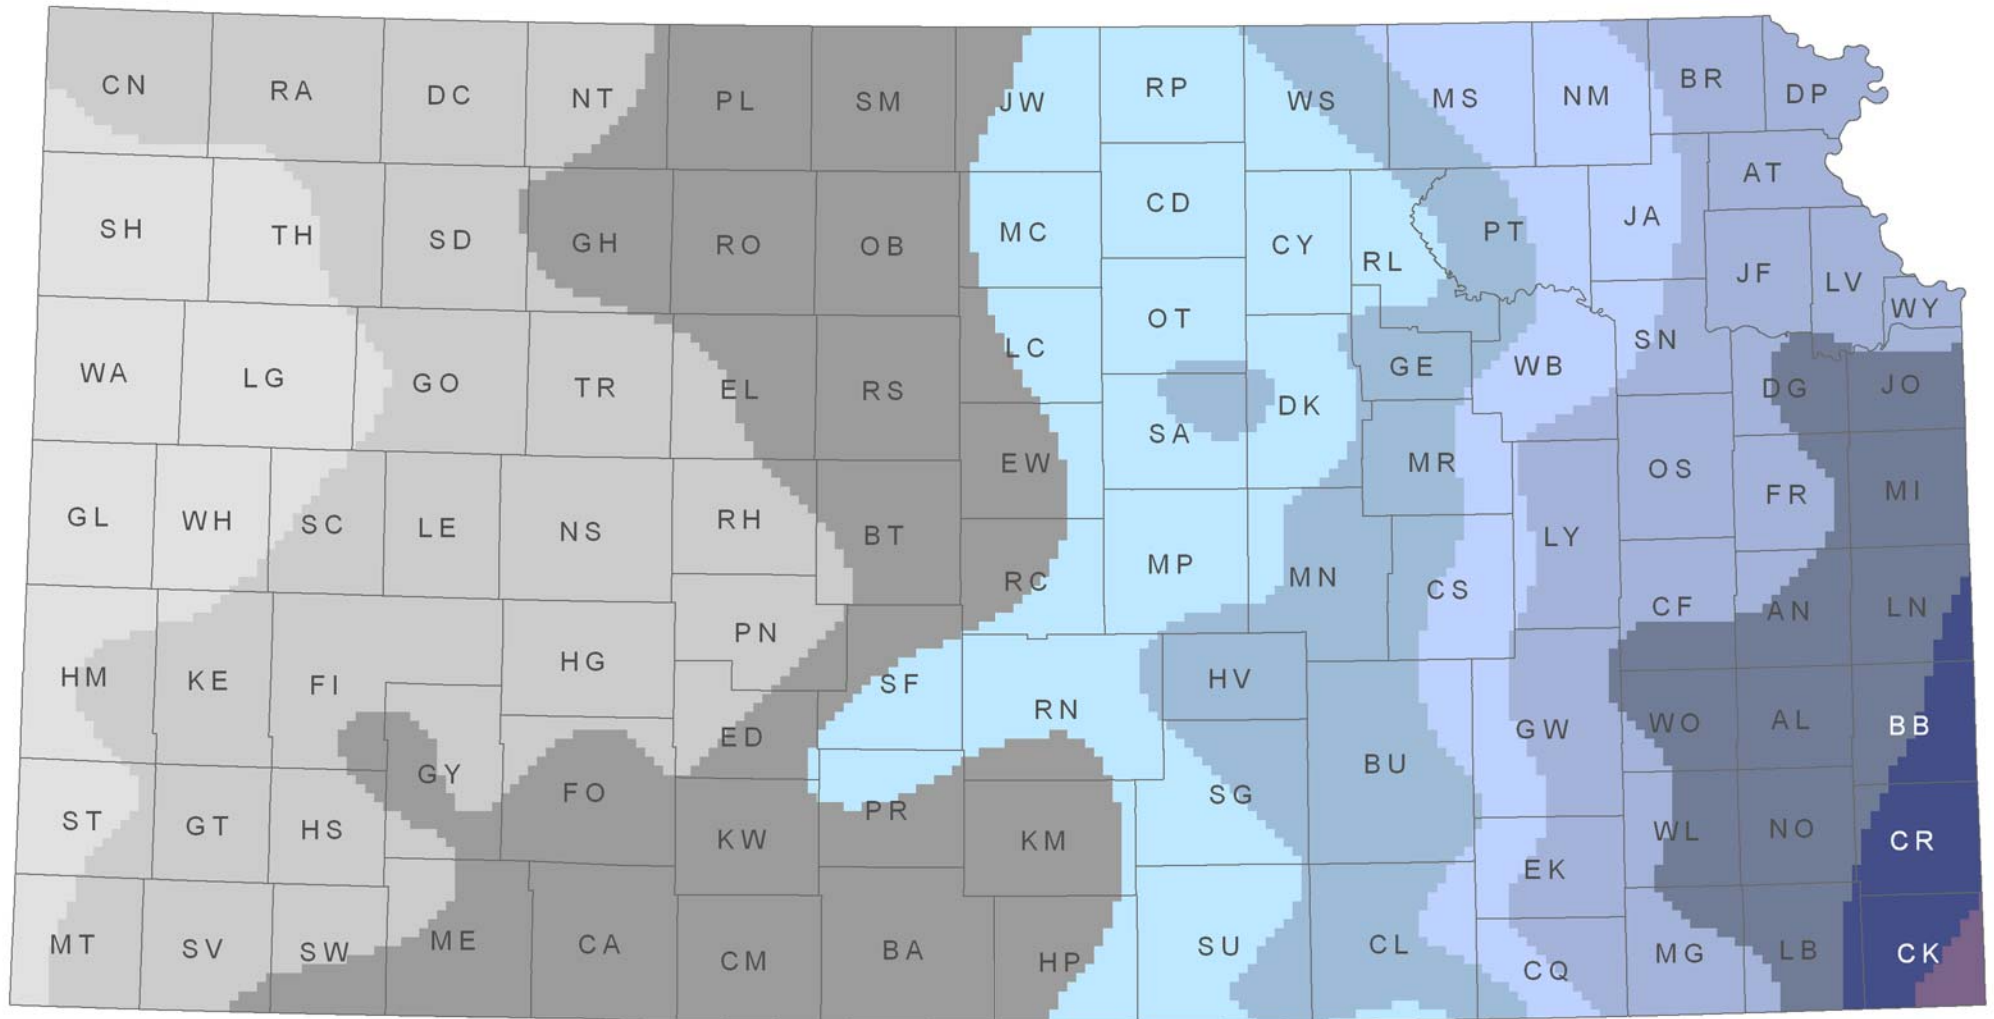 CN RA DC NT PL SM JW RP WS MS NM BR DP
AT
SH TH SD GH RO OB MC CD CY RL PT JA JF LV WY
WA LG GO TR EL RS LC OT DK GE WB SN DG JO
SA
GL WH SC LE NS RH BT EW MR OS FR MI
RC MP MN CS LY CF AN LN
HM KE FI HG PN SF RN HV
ED GW WO AL BB
ST GT HS GY FO KW PR KM SG BU EK WL NO CR
MT SV SW ME CA CM BA HP SU CL CQ MG LB CK